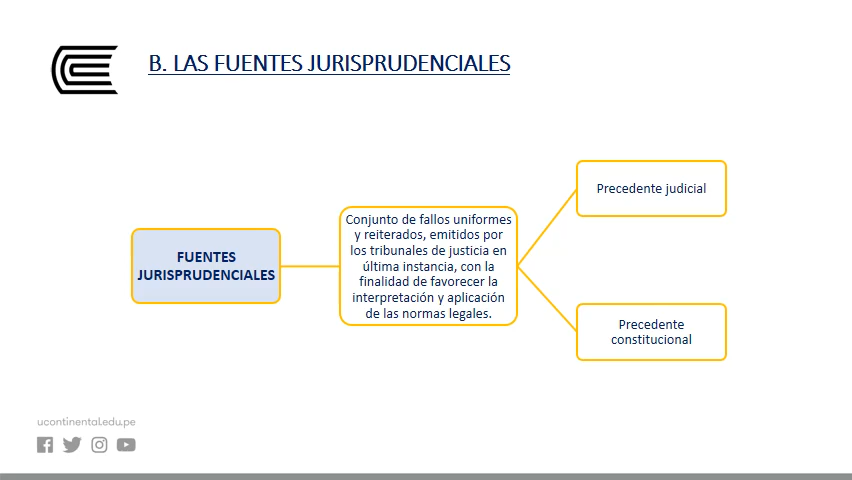 B. LAS FUENTES JURISPRUDENCIALES
FUENTES
JURISPRUDENCIALES
Conjunto de fallos uniformes
y reiterados, emitidos por
los tribunales de justicia en
última instancia, con la
finalidad de favorecer la
interpretación y aplicación
de las normas legales.
Precedente judicial
Precedente
constitucional
ucontinental.edu.pe